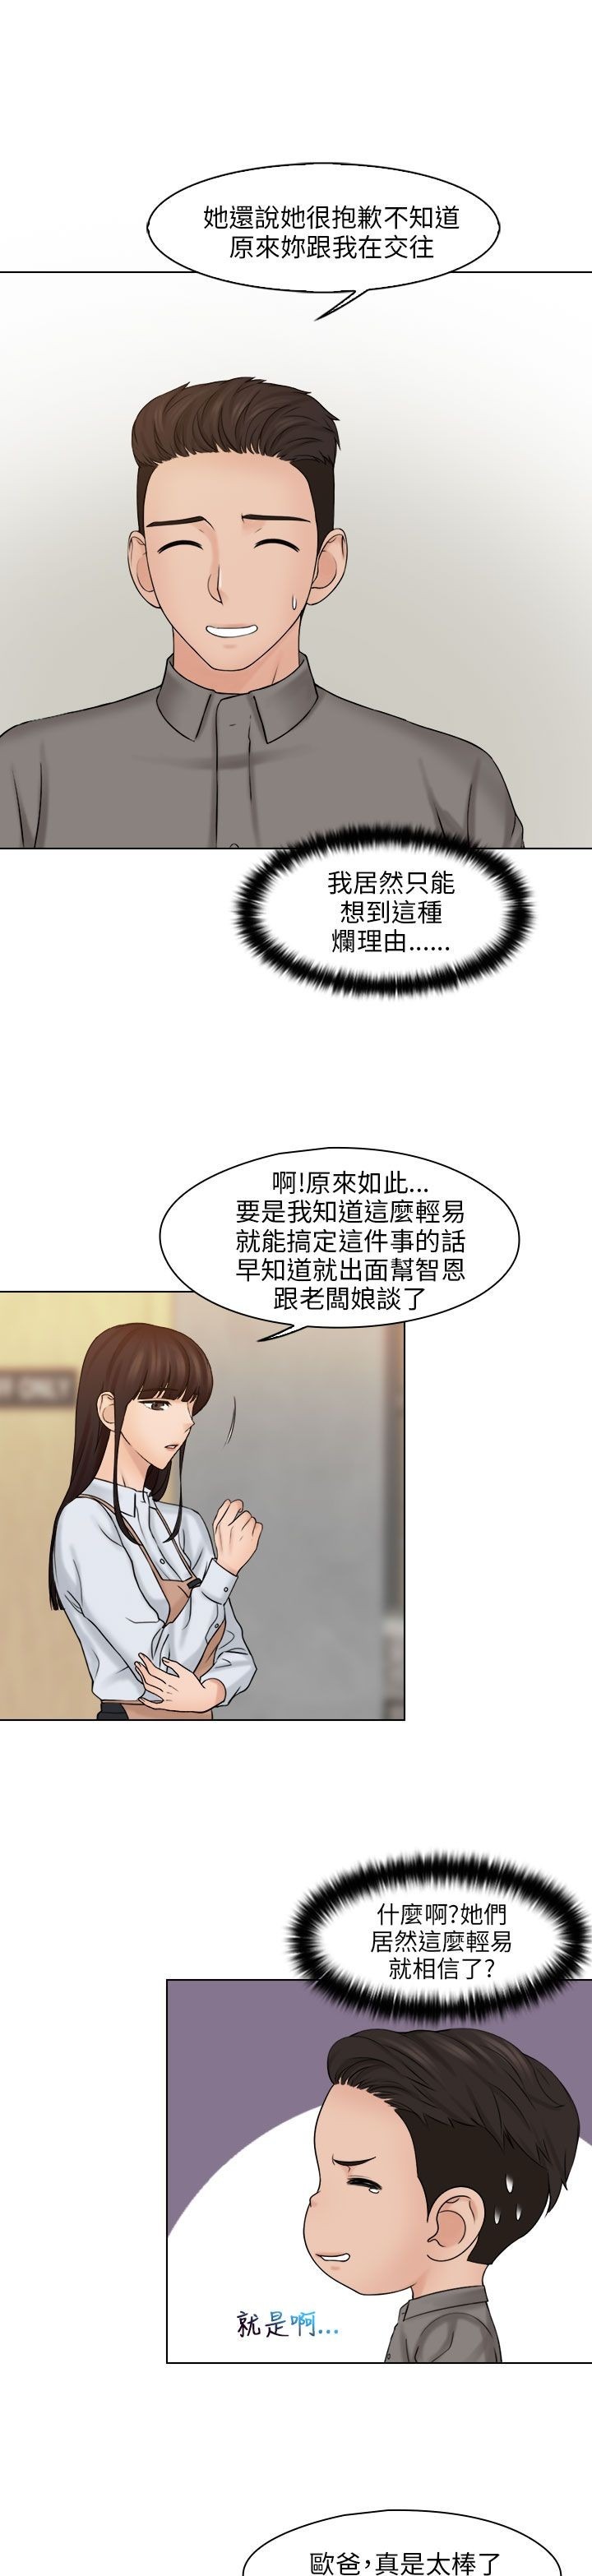 她還說她很抱歉不知道
原來妳跟我在交往
我居然只能
想到這種
爛理由......
啊!原來如此...
要是我知道這麼輕易
就能搞定這件事的話
早知道就出面幫智恩
跟老闆娘談了
ONLY
什麼啊?她們
居然這麼輕易
就相信了?
就是啊...
歐爸,真是太棒了